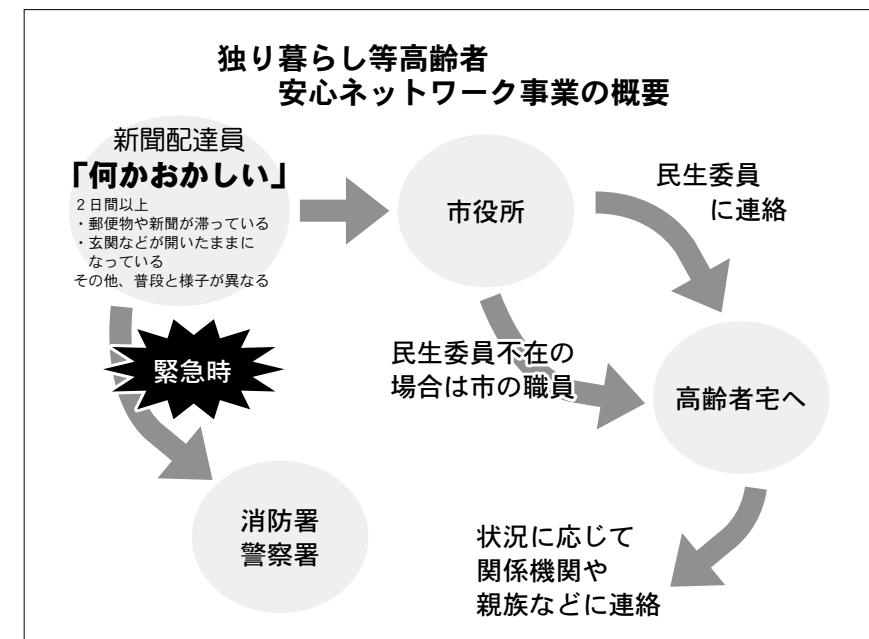 独り暮らし等高齢者
安心ネットワーク事業の概要
新聞配達員
「何かおかしい」
２日間以上
・郵便物や新聞が滞っている
・玄関などが開いたままに
なっている
その他、普段と様子が異なる
市役所
民生委員
に連絡
緊急時
民生委員不在の
場合は市の職員
高齢者宅へ
消防署
警察署
状況に応じて
関係機関や
親族などに連絡